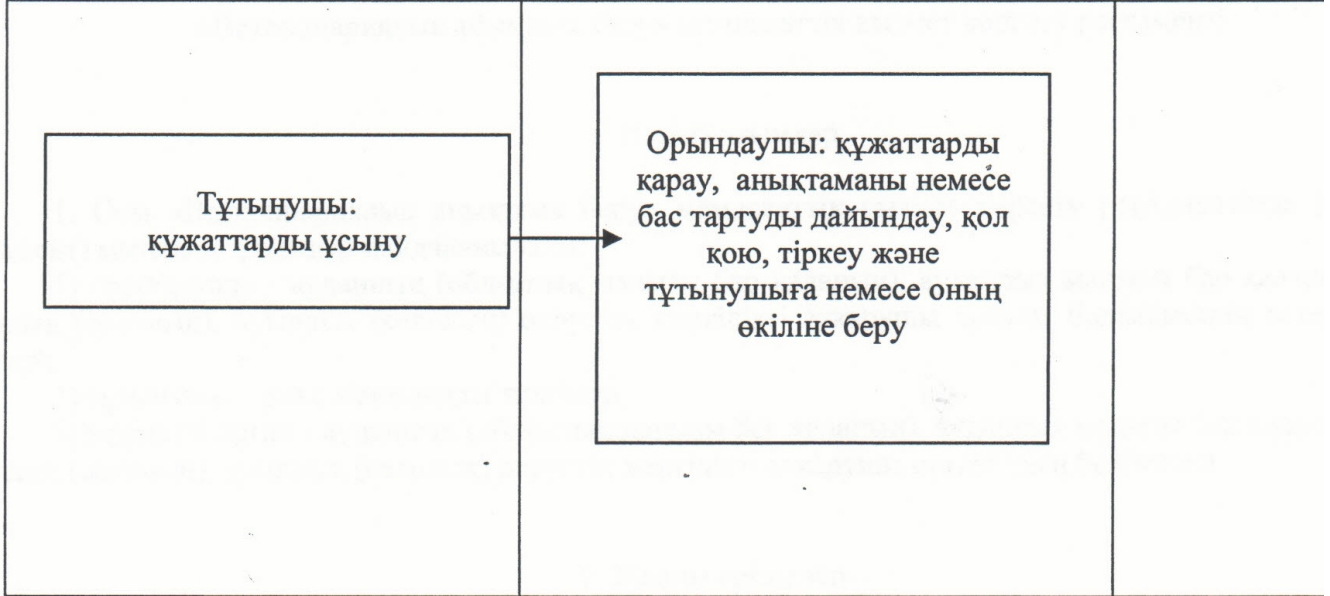 Тұтынушы:
құжаттарды ұсыну
Орындаушы: құжаттарды
қарау, анықтаманы немесе
бас тартуды дайындау, қол
қою, тіркеу және
тұтынушыға немесе оның
өкіліне беру